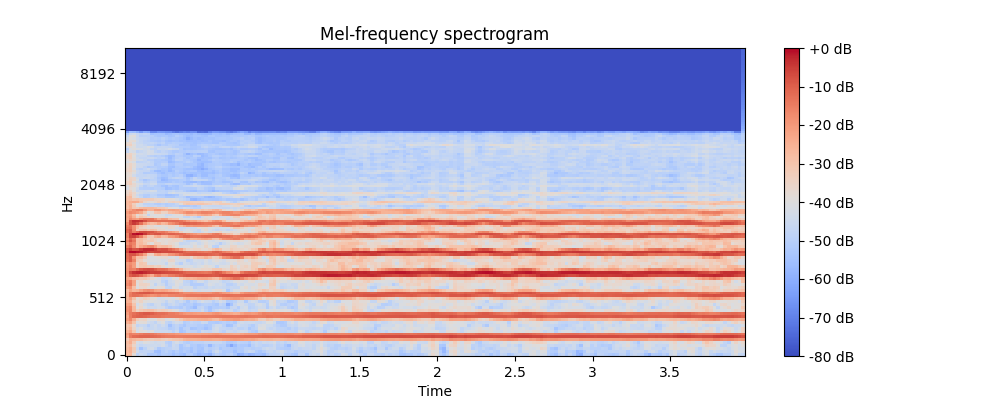 Mel-frequency spectrogram
Hz
8192
4096
2048
1024
512
0
0
0.5
1
1.5
2
2.5
3
3.5
Time
+0 dB
-10 dB
-20 dB
-30 dB
-40 dB
-50 dB
-60 dB
-70 dB
-80 dB